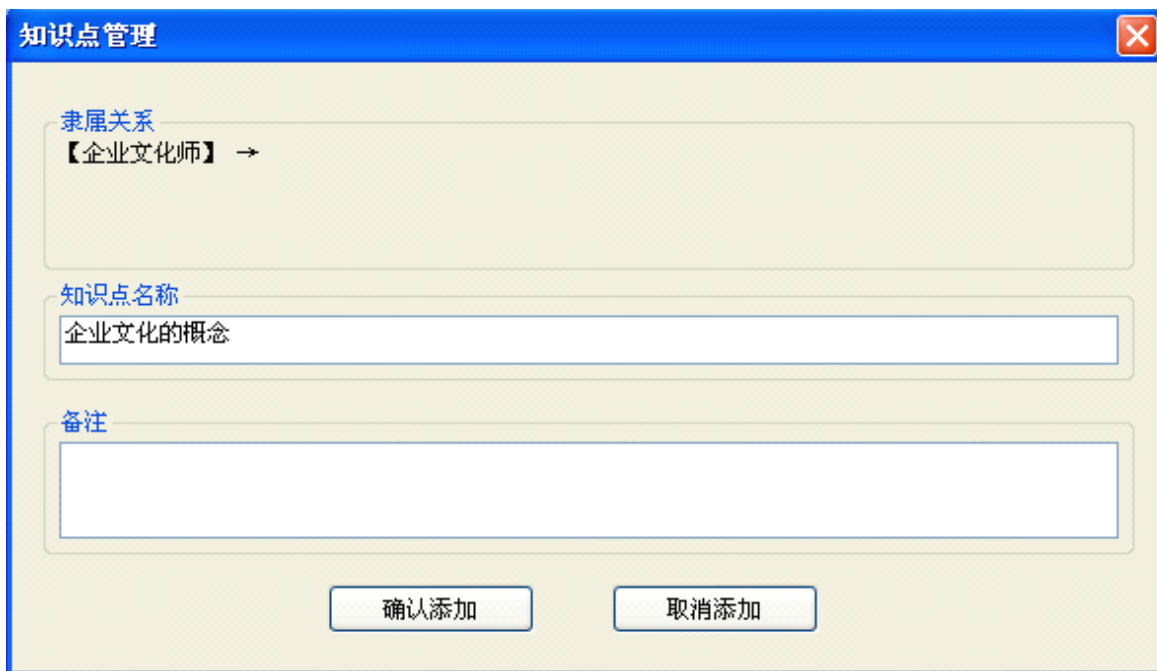 知识点管理
隶属关系
【企业文化师】 →
知识点名称
企业文化的概念
备注
确认添加
取消添加